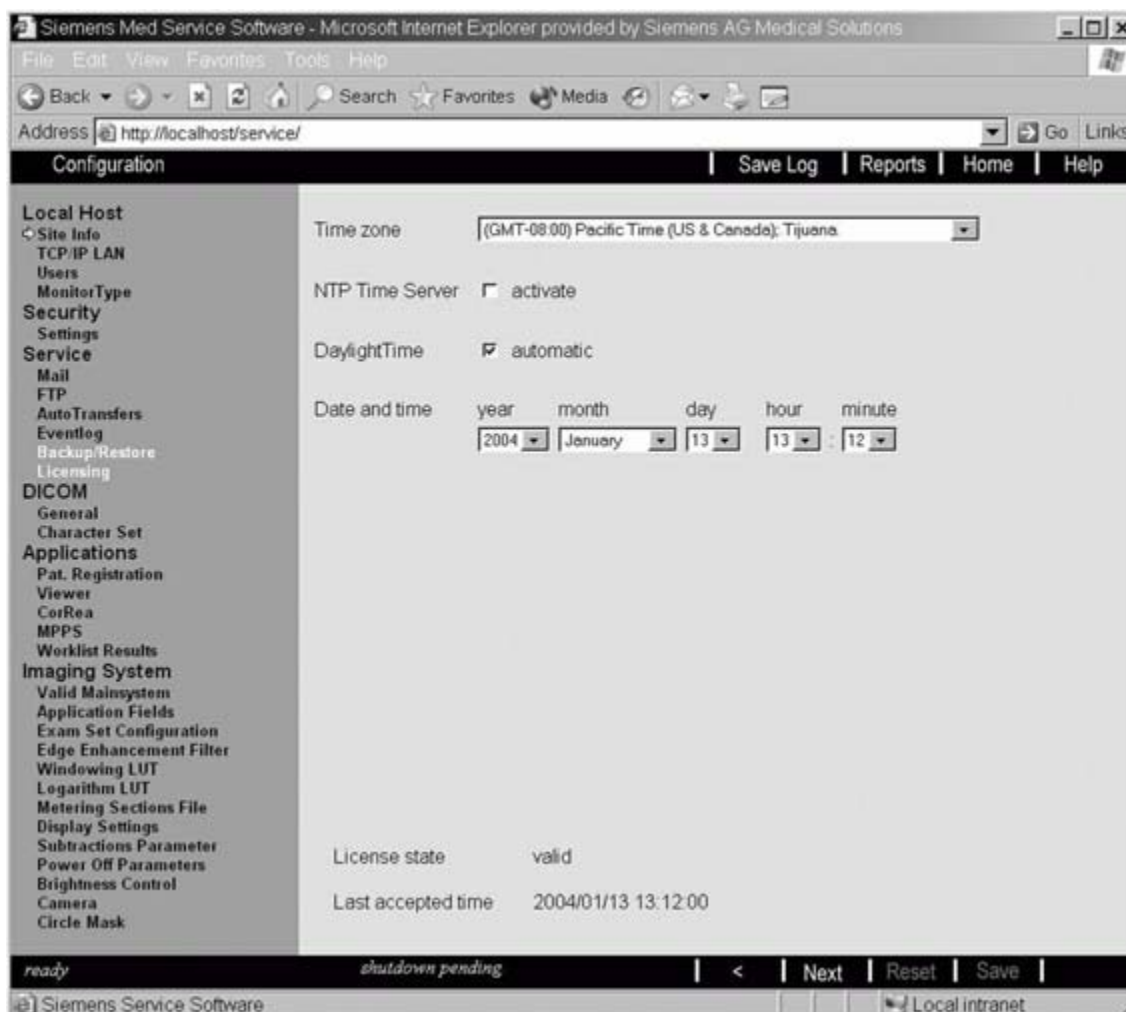 Siemens Med Service Software - Microsoft Internet Explorer provided by Siemens AG Medical Solutions
File Edit View Favorites Tools Help
Back Search Favorites Media
Address http://localhost/service/ Go Links
Configuration Save Log Reports Home Help
Local Host
Site Info
TCP/IP LAN
Users
MonitorType
Security
Settings
Service
Mail
FTP
AutoTransfers
Eventlog
Backup/Restore
Licensing
DICOM
General
Character Set
Applications
Pat. Registration
Viewer
CorRea
MPPS
Worklist Results
Imaging System
Valid Mainsystem
Application Fields
Exam Set Configuration
Edge Enhancement Filter
Windowing LUT
Logarithm LUT
Metering Sections File
Display Settings
Subtractions Parameter
Power Off Parameters
Brightness Control
Camera
Circle Mask
Time zone (GMT-08:00) Pacific Time (US & Canada); Tijuana
NTP Time Server activate
DaylightTime automatic
Date and time year month day hour minute
2004 January 13 13 : 12
License state valid
Last accepted time 2004/01/13 13:12:00
ready shutdown pending < Next Reset Save
Siemens Service Software Local intranet